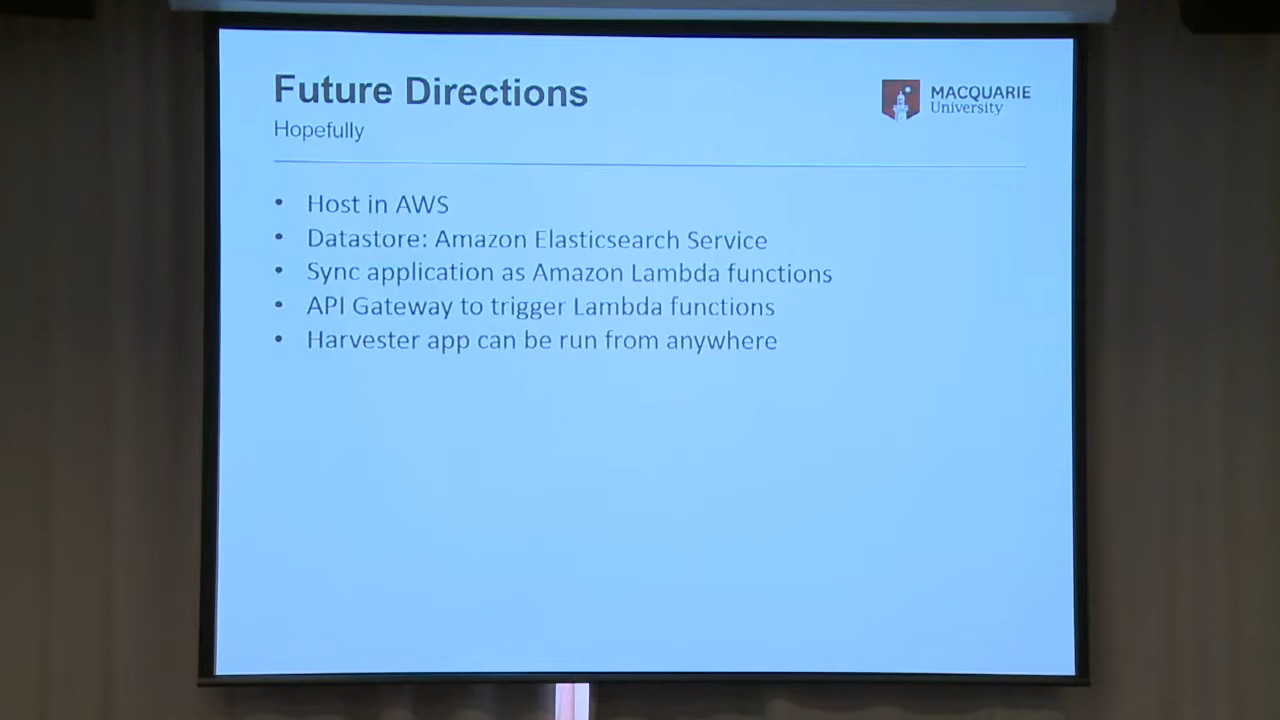 Future Directions
Hopefully
MACQUARIE
University
• Host in AWS
• Datastore: Amazon Elasticsearch Service
• Sync application as Amazon Lambda functions
• API Gateway to trigger Lambda functions
• Harvester app can be run from anywhere